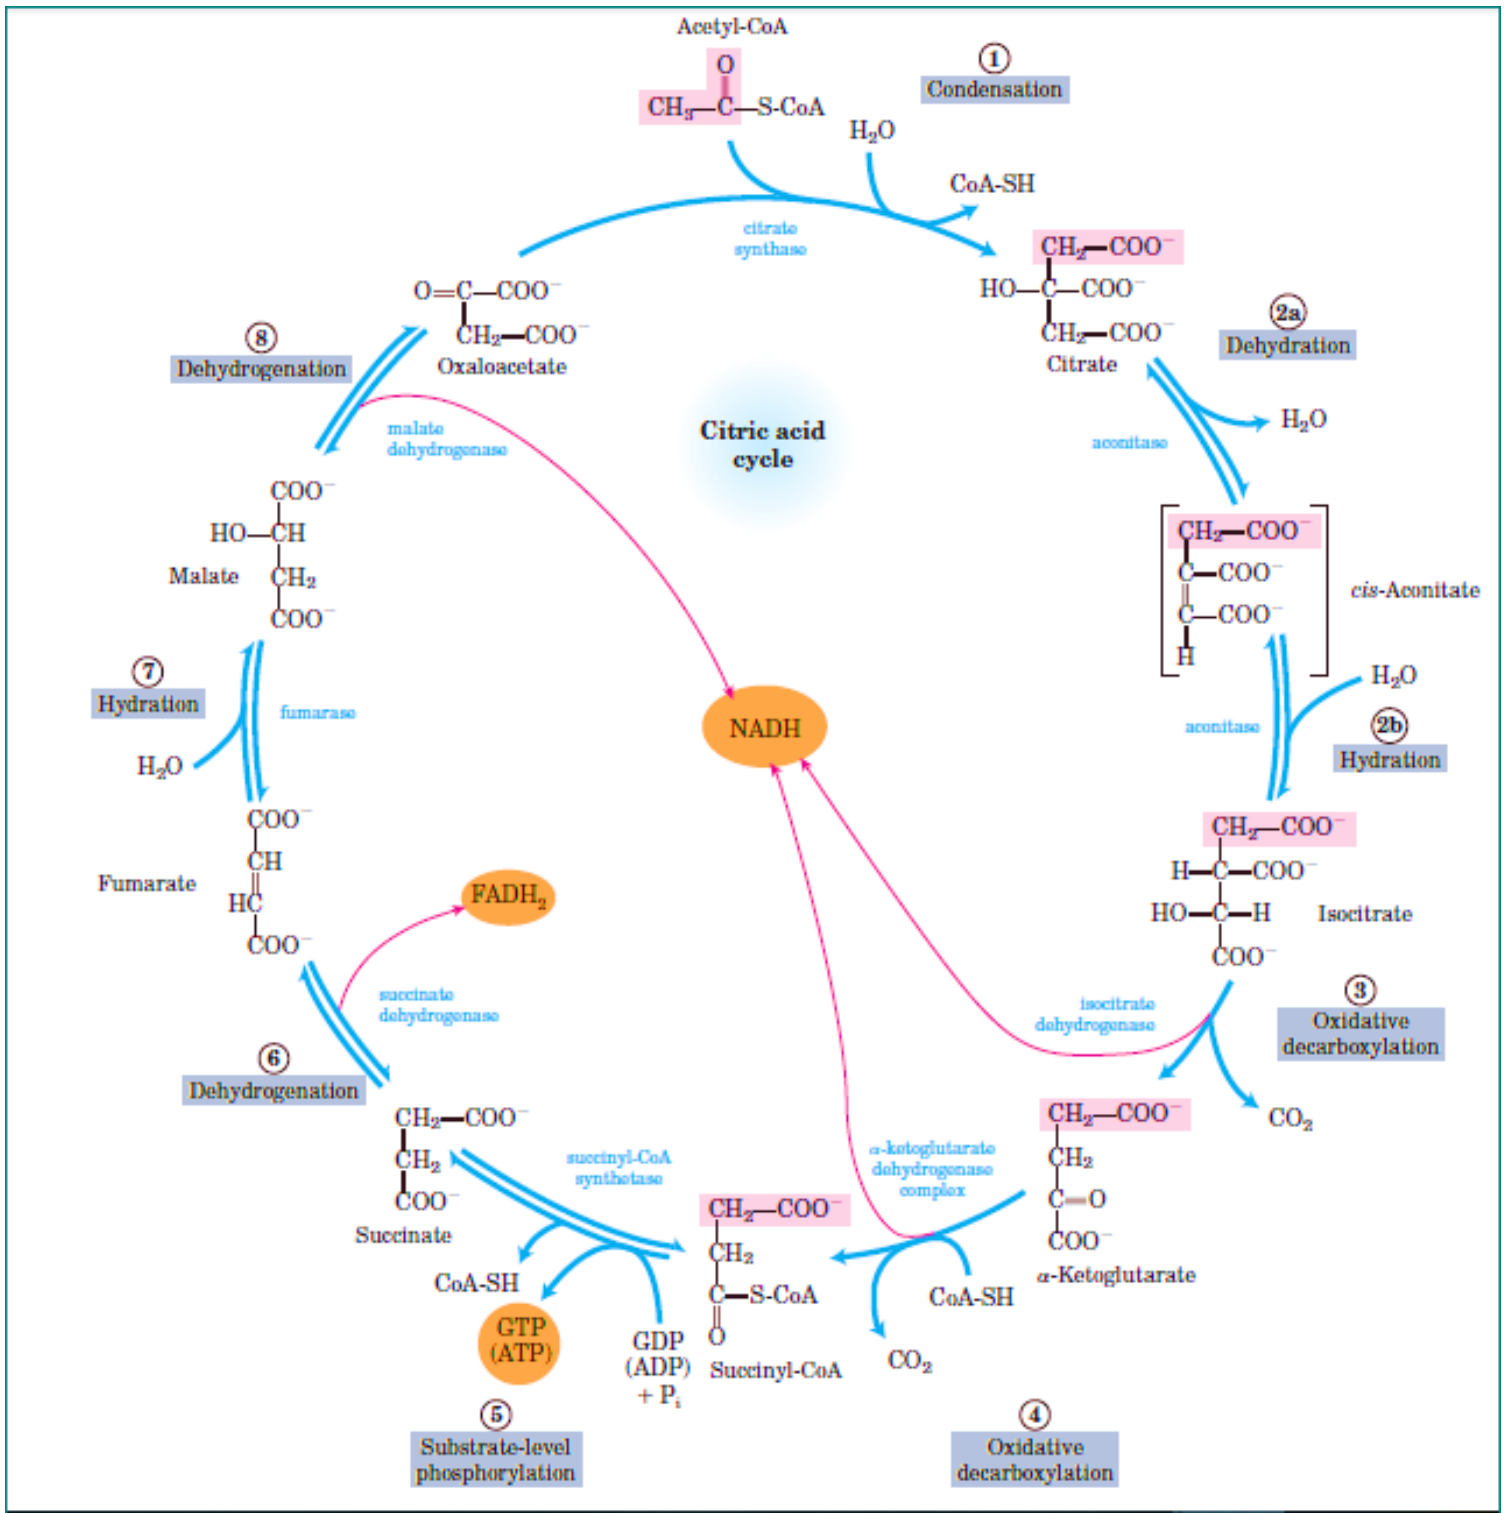 Acetyl-CoA
O
CH₃—C—S-CoA
①
Condensation
H₂O
CoA-SH
citrate
synthase
CH₂—COO⁻
HO—C—COO⁻
CH₂—COO⁻
Citrate
2a
Dehydration
H₂O
aconitase
CH₂—COO⁻
C—COO⁻
C—COO⁻
H
cis-Aconitate
H₂O
aconitase
2b
Hydration
CH₂—COO⁻
H—C—COO⁻
HO—C—H
COO⁻
Isocitrate
③
Oxidative
decarboxylation
isocitrate
dehydrogenase
CO₂
CH₂—COO⁻
CH₂
C=O
COO⁻
α-Ketoglutarate
α-ketoglutarate
dehydrogenase
complex
CoA-SH
CO₂
④
Oxidative
decarboxylation
CH₂—COO⁻
CH₂
C—S-CoA
O
Succinyl-CoA
succinyl-CoA
synthetase
GDP
(ADP)
+ Pᵢ
GTP
(ATP)
CoA-SH
⑤
Substrate-level
phosphorylation
CH₂—COO⁻
CH₂
COO⁻
Succinate
⑥
Dehydrogenation
succinate
dehydrogenase
FADH₂
COO⁻
CH
HC
COO⁻
Fumarate
⑦
Hydration
H₂O
fumarase
COO⁻
HO—CH
CH₂
COO⁻
Malate
⑧
Dehydrogenation
malate
dehydrogenase
O=C—COO⁻
CH₂—COO⁻
Oxaloacetate
Citric acid
cycle
NADH